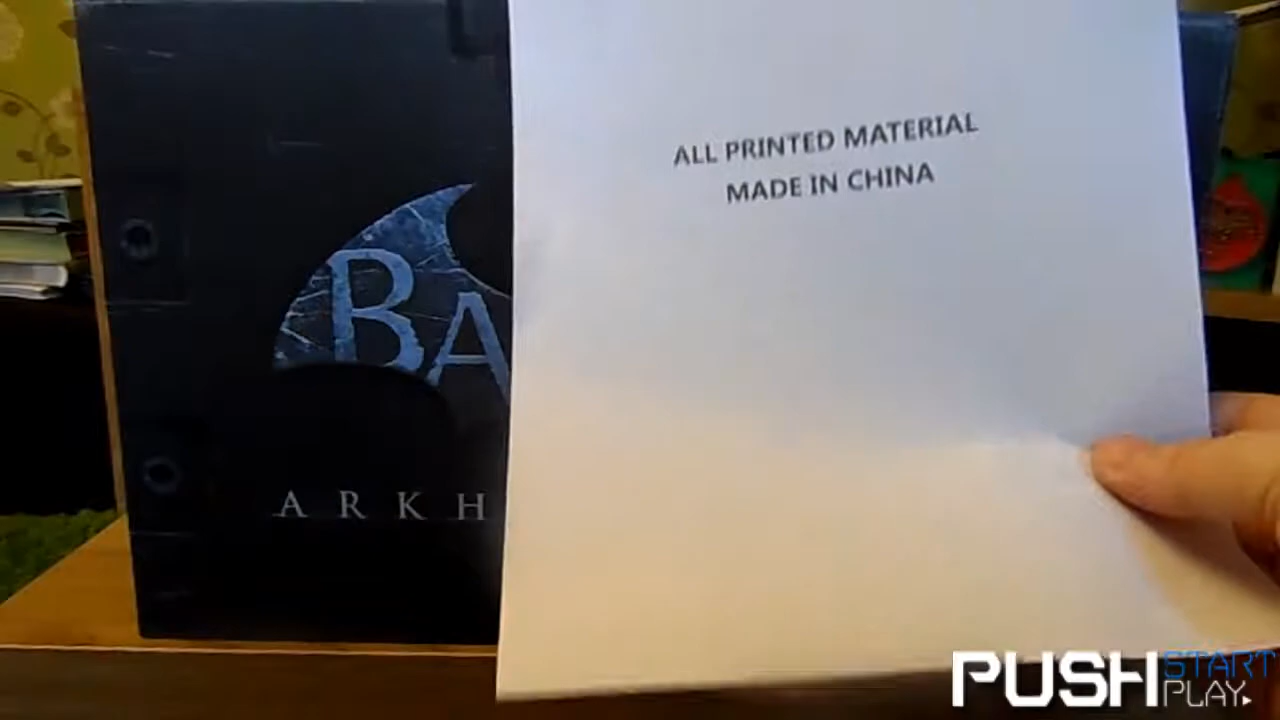 ALL PRINTED MATERIAL
MADE IN CHINA
BA
ARKH
PUSH START
PLAY